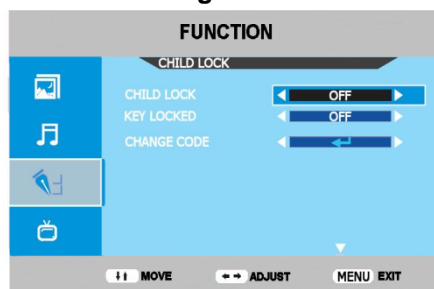 FUNCTION
CHILD LOCK
CHILD LOCK OFF
KEY LOCKED OFF
CHANGE CODE
MOVE ADJUST MENU EXIT